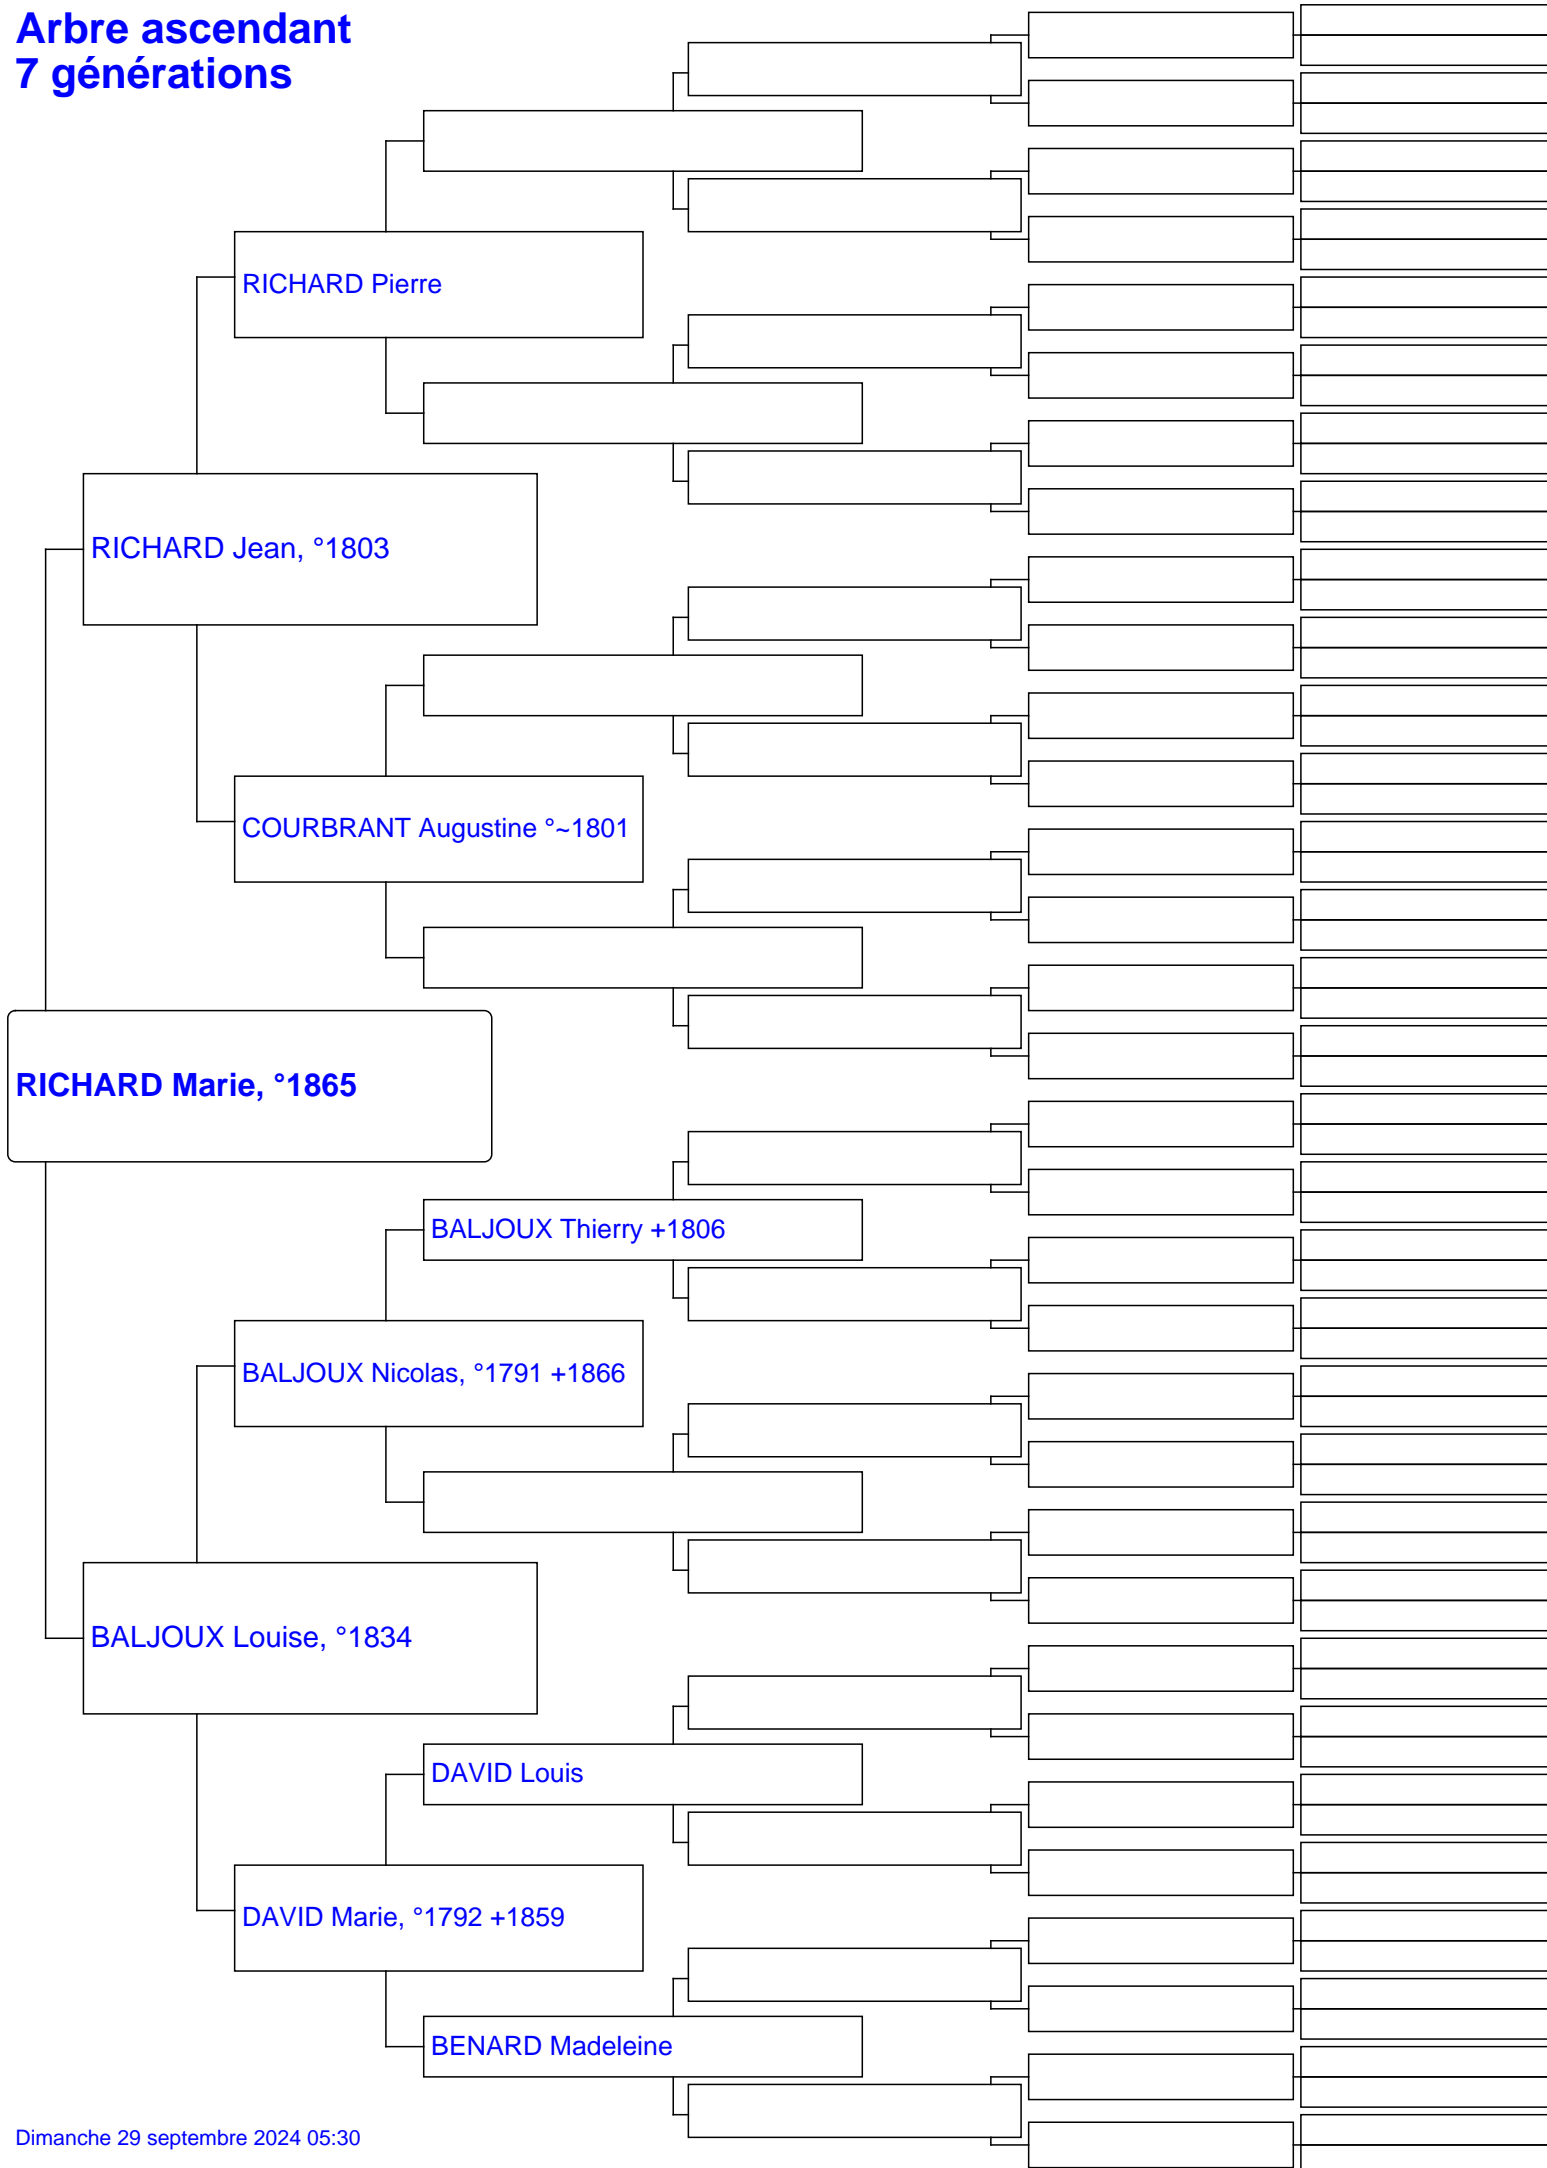 Arbre ascendant
7 générations
RICHARD Pierre
RICHARD Jean, °1803
COURBRANT Augustine °~1801
RICHARD Marie, °1865
BALJOUX Thierry +1806
BALJOUX Nicolas, °1791 +1866
BALJOUX Louise, °1834
DAVID Louis
DAVID Marie, °1792 +1859
BENARD Madeleine
Dimanche 29 septembre 2024 05:30